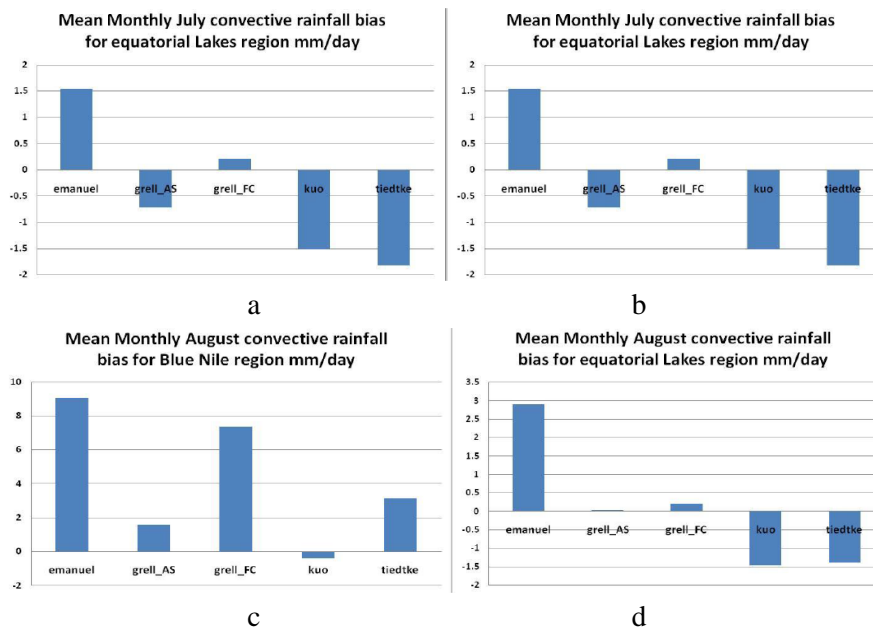 Mean Monthly July convective rainfall bias
for equatorial Lakes region mm/day
2
1.5
1
0.5
0
-0.5
-1
-1.5
-2
emanuel
grell_AS
grell_FC
kuo
tiedtke
a
Mean Monthly July convective rainfall bias
for equatorial Lakes region mm/day
2
1.5
1
0.5
0
-0.5
-1
-1.5
-2
emanuel
grell_AS
grell_FC
kuo
tiedtke
b
Mean Monthly August convective rainfall
bias for Blue Nile region mm/day
10
8
6
4
2
0
-2
emanuel
grell_AS
grell_FC
kuo
tiedtke
c
Mean Monthly August convective rainfall
bias for equatorial Lakes region mm/day
3.5
3
2.5
2
1.5
1
0.5
0
-0.5
-1
-1.5
-2
emanuel
grell_AS
grell_FC
kuo
tiedtke
d